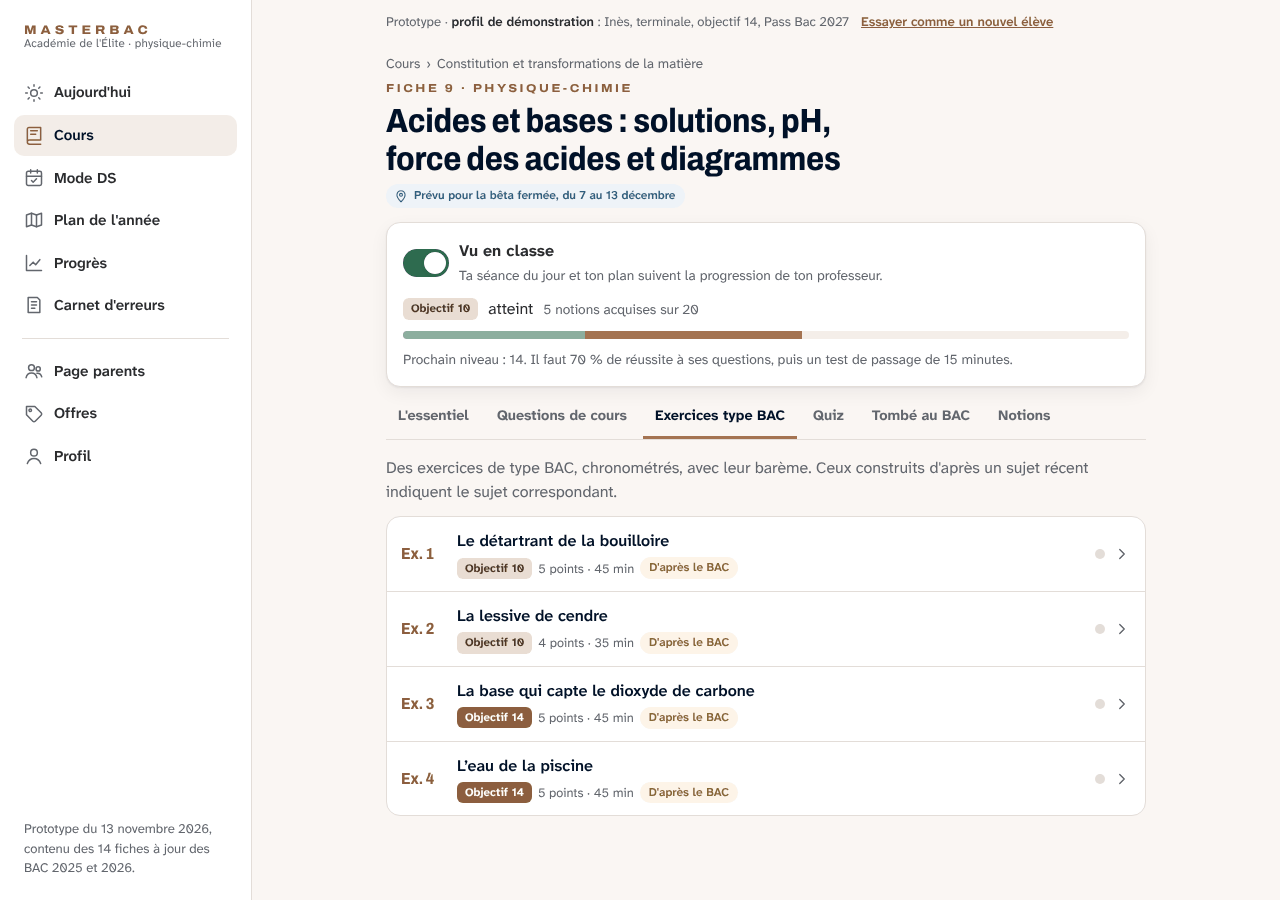 MASTERBAC
Académie de l'Élite · physique-chimie
Aujourd'hui
Cours
Mode DS
Plan de l'année
Progrès
Carnet d'erreurs
Page parents
Offres
Profil
Prototype du 13 novembre 2026,
contenu des 14 fiches à jour des
BAC 2025 et 2026.
Prototype · profil de démonstration : Inès, terminale, objectif 14, Pass Bac 2027 Essayer comme un nouvel élève
Cours › Constitution et transformations de la matière
FICHE 9 · PHYSIQUE-CHIMIE
Acides et bases : solutions, pH,
force des acides et diagrammes
Prévu pour la bêta fermée, du 7 au 13 décembre
Vu en classe
Ta séance du jour et ton plan suivent la progression de ton professeur.
Objectif 10 atteint 5 notions acquises sur 20
Prochain niveau : 14. Il faut 70 % de réussite à ses questions, puis un test de passage de 15 minutes.
L'essentiel Questions de cours Exercices type BAC Quiz Tombé au BAC Notions
Des exercices de type BAC, chronométrés, avec leur barème. Ceux construits d'après un sujet récent
indiquent le sujet correspondant.
Ex. 1 Le détartrant de la bouilloire
Objectif 10 5 points · 45 min D'après le BAC
Ex. 2 La lessive de cendre
Objectif 10 4 points · 35 min D'après le BAC
Ex. 3 La base qui capte le dioxyde de carbone
Objectif 14 5 points · 45 min D'après le BAC
Ex. 4 L'eau de la piscine
Objectif 14 5 points · 45 min D'après le BAC